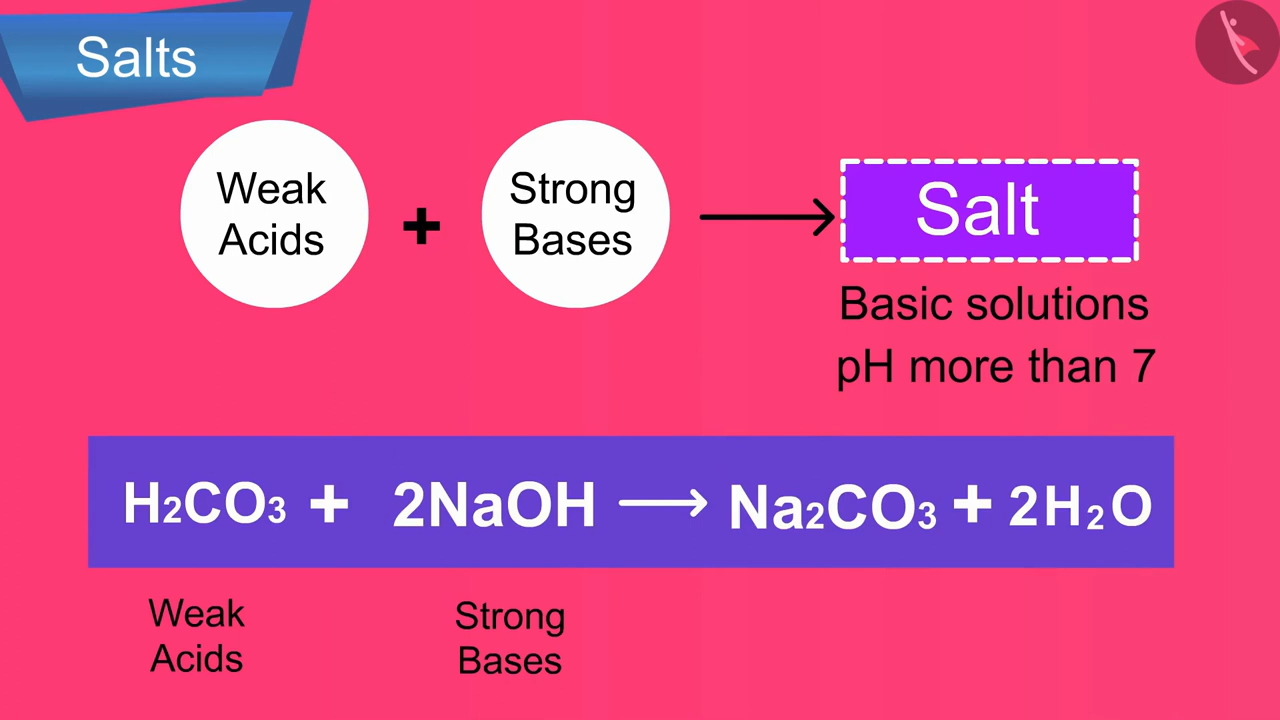 Salts
Weak
Acids
+
Strong
Bases
Salt
Basic solutions
pH more than 7
H₂CO₃ + 2NaOH ⟶ Na₂CO₃ + 2H₂O
Weak
Acids
Strong
Bases